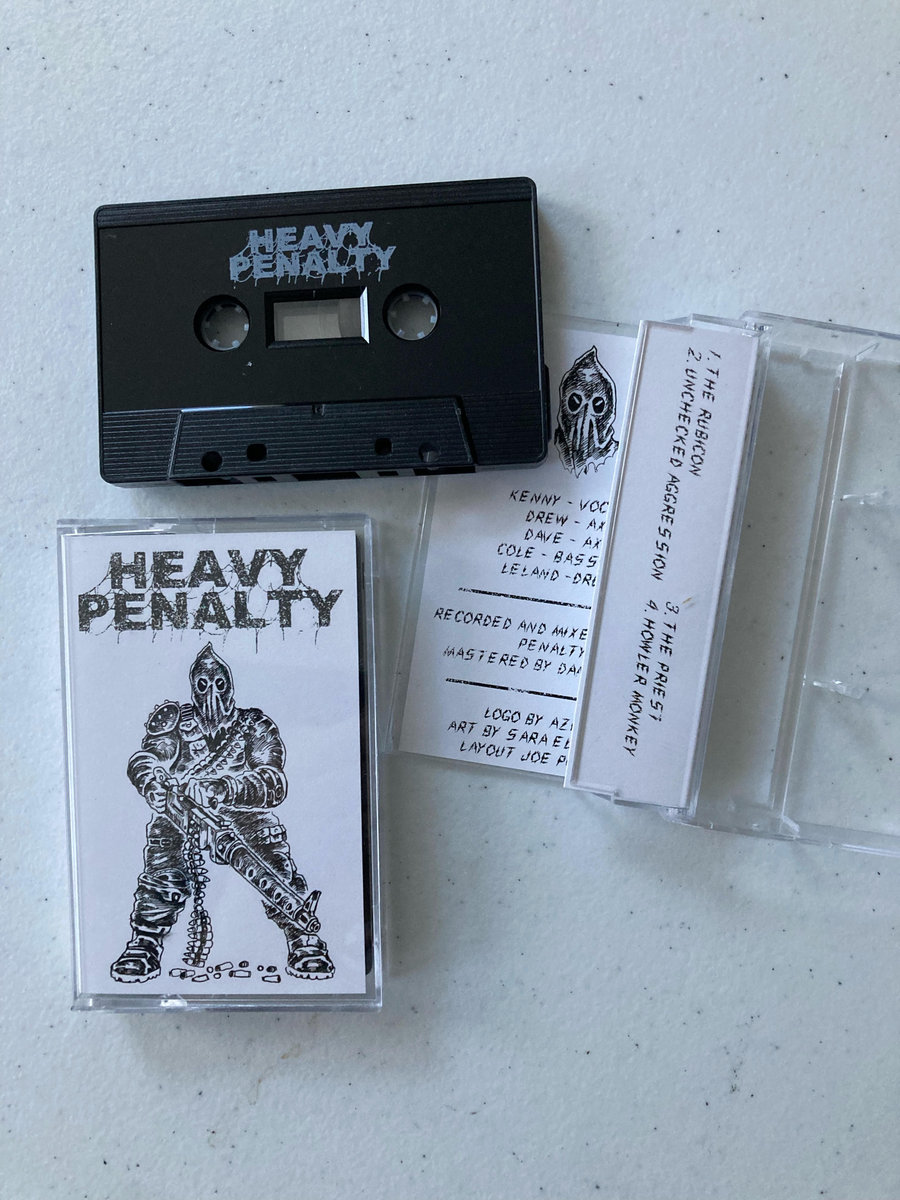 HEAVY
PENALTY
HEAVY
PENALTY
KENNY - VOC
DREW - AX
DAVE - AX
COLE - BASS
LELAND - DR
RECORDED AND MIXE
PENALTY
MASTERED BY DA
LOGO BY AZ
ART BY SARA E
LAYOUT JOE P
1. THE RUBICON
2. UNCHECKED AGGRESSION
3. THE PRIEST
4. HOWLER MONKEY